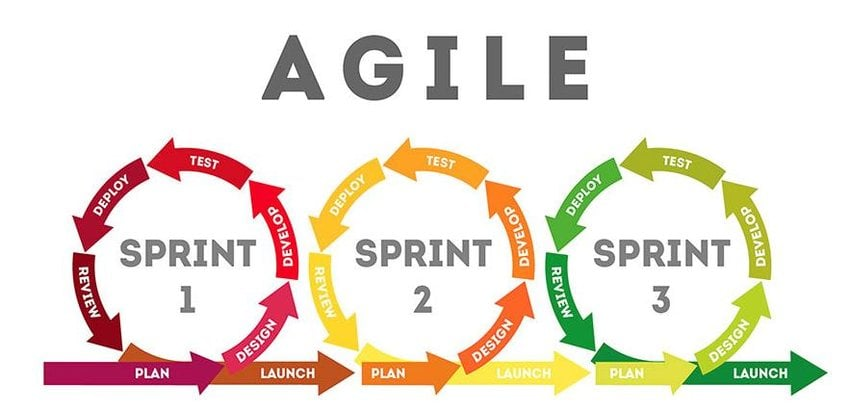 AGILE
TEST
DEPLOY
DEVELOP
SPRINT
1
REVIEW
DESIGN
PLAN
LAUNCH
TEST
DEPLOY
DEVELOP
SPRINT
2
REVIEW
DESIGN
PLAN
LAUNCH
TEST
DEPLOY
DEVELOP
SPRINT
3
REVIEW
DESIGN
PLAN
LAUNCH